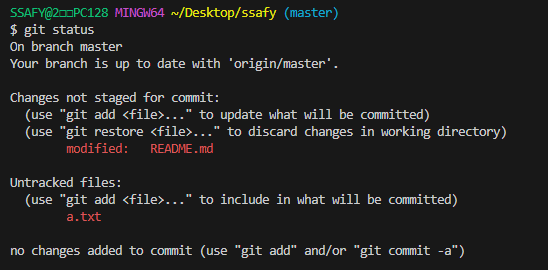 SSAFY@2□□PC128 MINGW64 ~/Desktop/ssafy (master)
$ git status
On branch master
Your branch is up to date with 'origin/master'.
Changes not staged for commit:
(use "git add <file>..." to update what will be committed)
(use "git restore <file>..." to discard changes in working directory)
modified: README.md
Untracked files:
(use "git add <file>..." to include in what will be committed)
a.txt
no changes added to commit (use "git add" and/or "git commit -a")